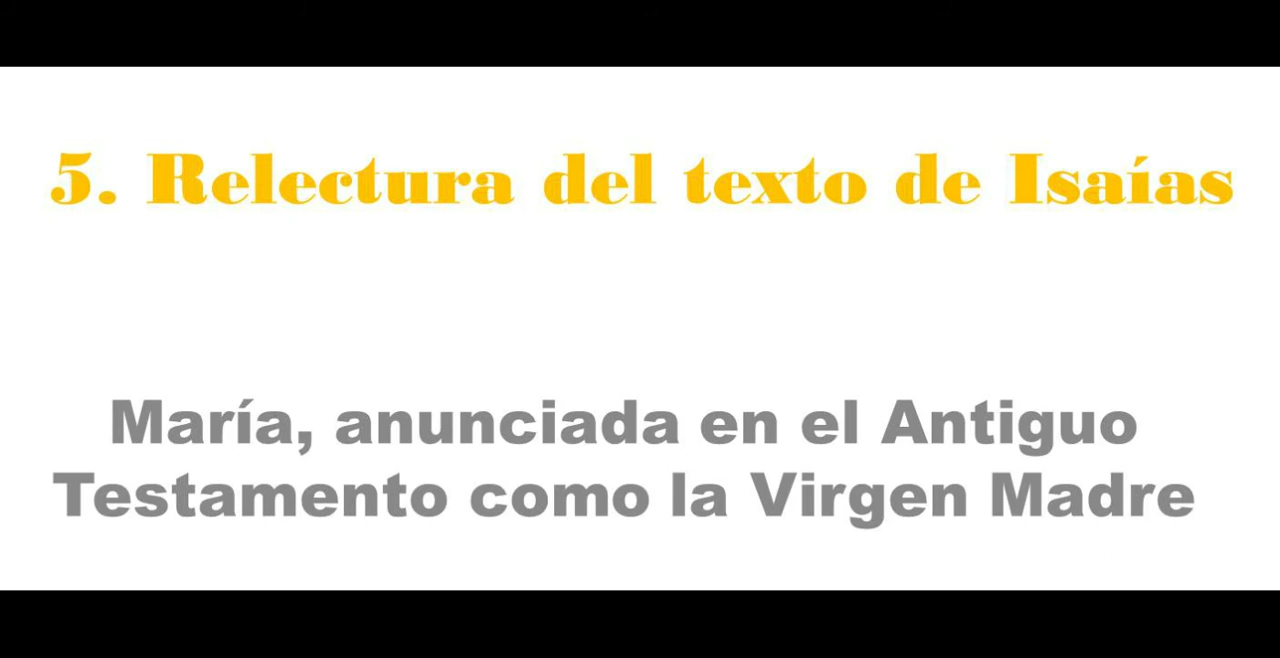 5. Relectura del texto de Isaías
María, anunciada en el Antiguo
Testamento como la Virgen Madre